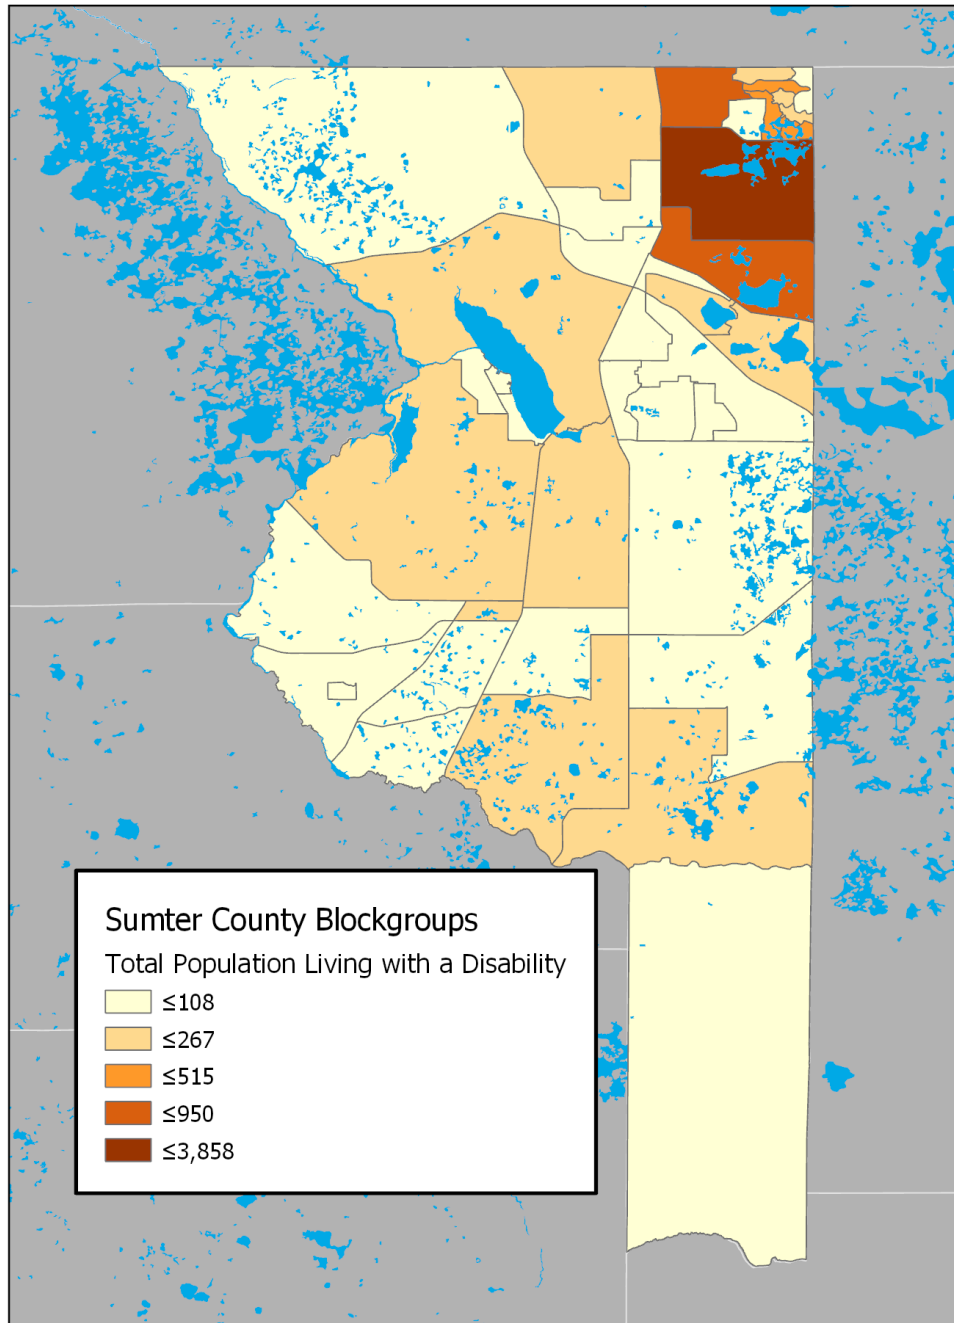 Sumter County Blockgroups
Total Population Living with a Disability
≤108
≤267
≤515
≤950
≤3,858